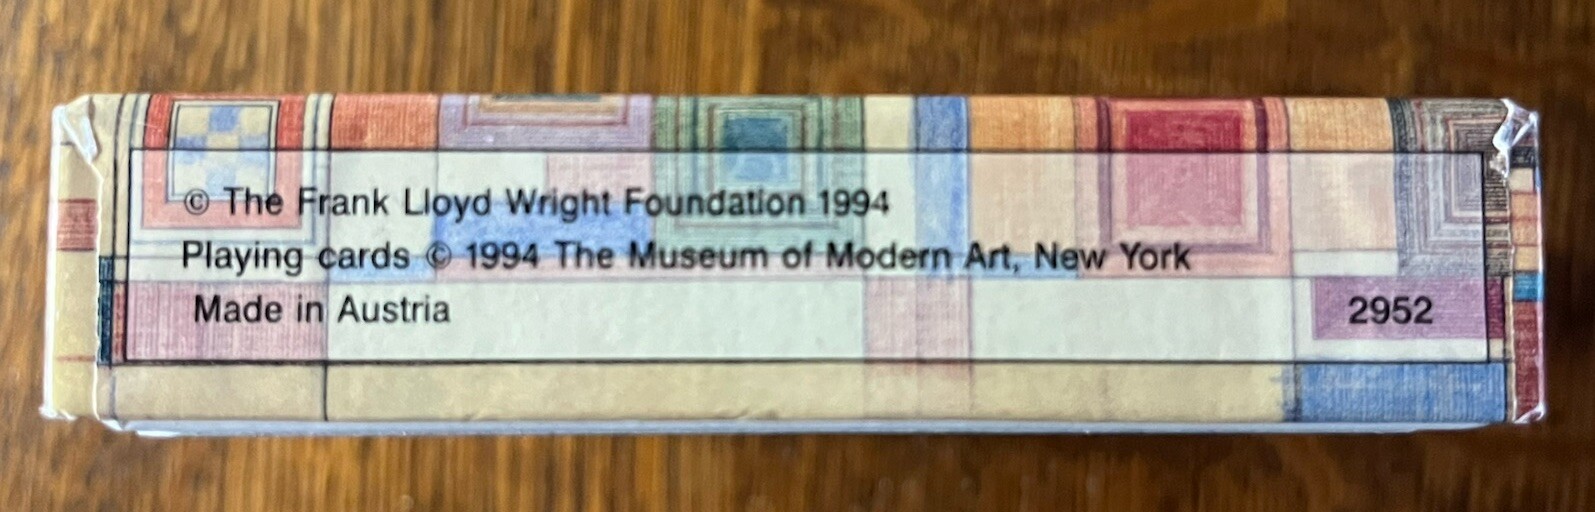 © The Frank Lloyd Wright Foundation 1994
Playing cards © 1994 The Museum of Modern Art, New York
Made in Austria
2952